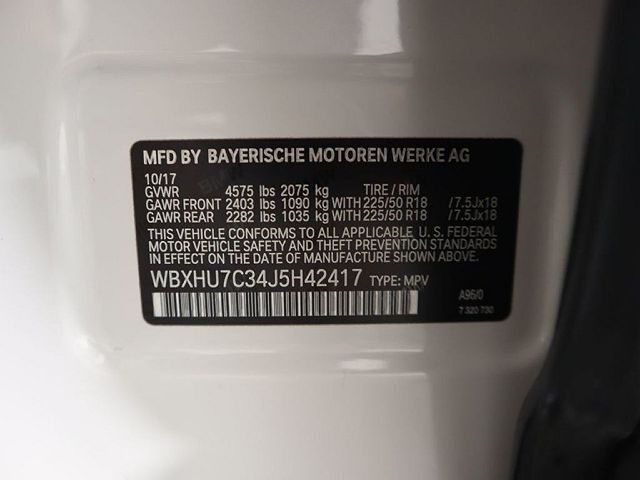 MFD BY BAYERISCHE MOTOREN WERKE AG
10/17
GVWR 4575 lbs 2075 kg TIRE / RIM
GAWR FRONT 2403 lbs 1090 kg WITH 225/50 R18 /7.5Jx18
GAWR REAR 2282 lbs 1035 kg WITH 225/50 R18 /7.5Jx18
THIS VEHICLE CONFORMS TO ALL APPLICABLE U. S. FEDERAL
MOTOR VEHICLE SAFETY, BUMPER, AND THEFT PREVENTION
STANDARDS IN EFFECT ON THE DATE OF MANUFACTURE SHOWN
ABOVE.
WBXHU7C34J5H42417 TYPE: MPV
A96/0
7 320 730